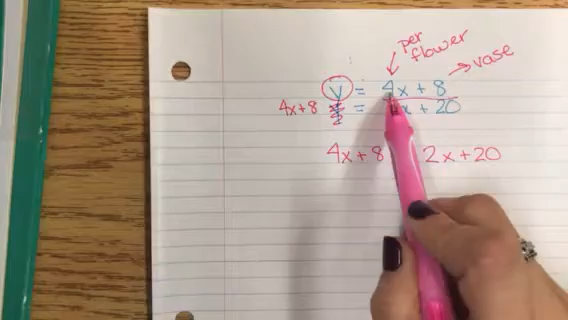 per
flower
→ vase
y = 4x + 8
4x+8 = x + 20
4x+8 2x+20